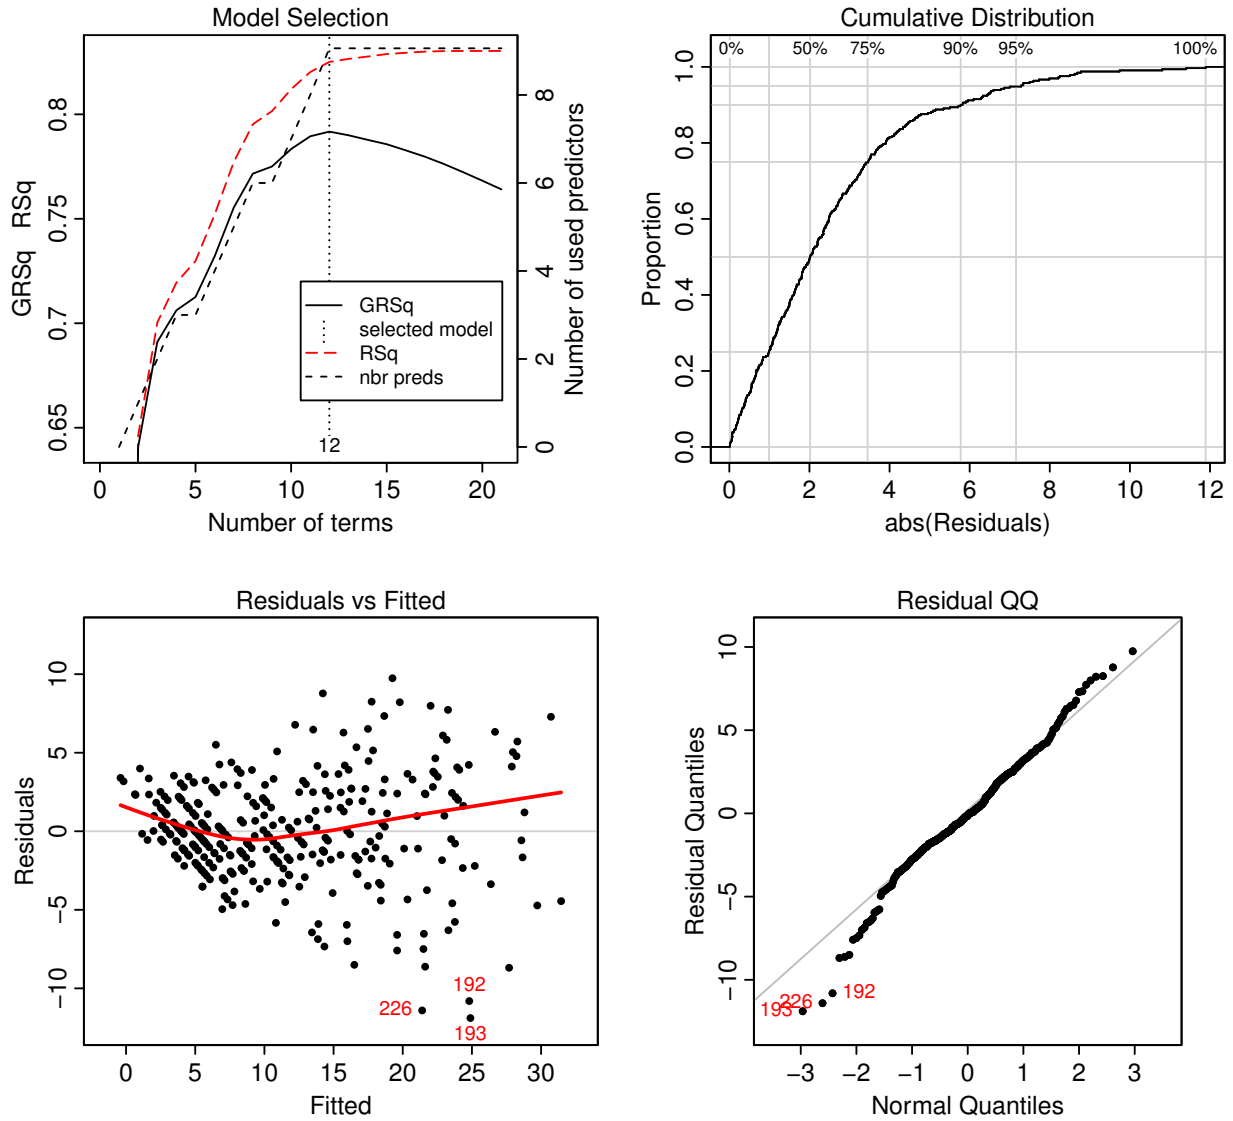 Model Selection
GRSq RSq
0.65 0.7 0.75 0.8
0 2 4 6 8
Number of used predictors
GRSq
selected model
RSq
nbr preds
12
0 5 10 15 20
Number of terms
Cumulative Distribution
0% 50% 75% 90% 95% 100%
Proportion
0.0 0.2 0.4 0.6 0.8 1.0
0 2 4 6 8 10 12
abs(Residuals)
Residuals vs Fitted
Residuals
−10 −5 0 5 10
192
226
193
0 5 10 15 20 25 30
Fitted
Residual QQ
Residual Quantiles
−10 −5 0 5 10
192
226
193
−3 −2 −1 0 1 2 3
Normal Quantiles